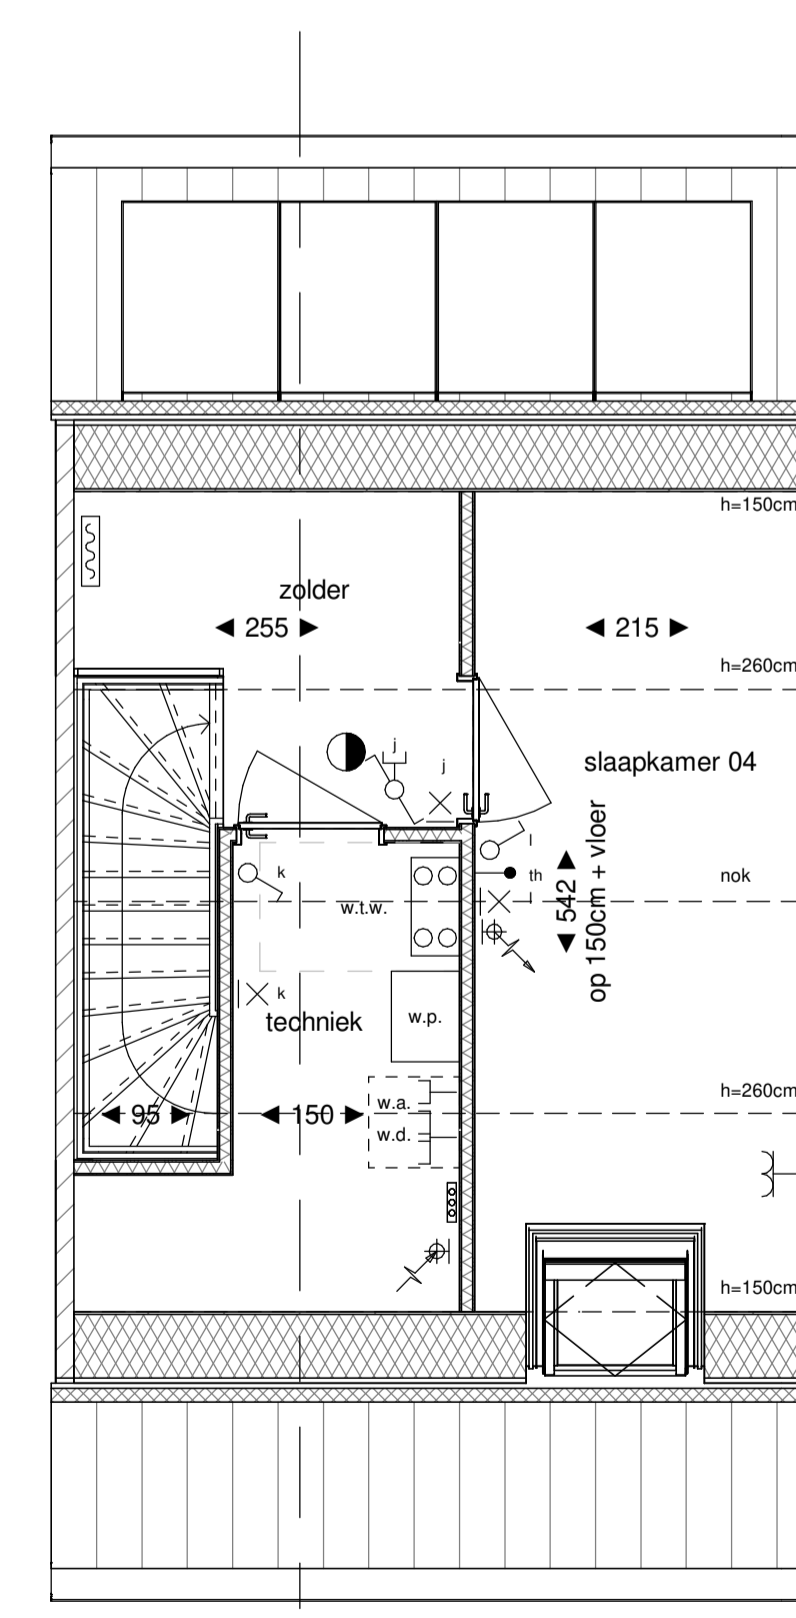 h=150cm
zolder
◄ 255 ►
◄ 215 ►
h=260cm
j
j
slaapkamer 04
l
k
th
nok
w.t.w.
l
◄ 542 ►
op 150cm + vloer
k
techniek
w.p.
h=260cm
w.a.
◄ 95 ►
◄ 150 ►
w.d.
h=150cm